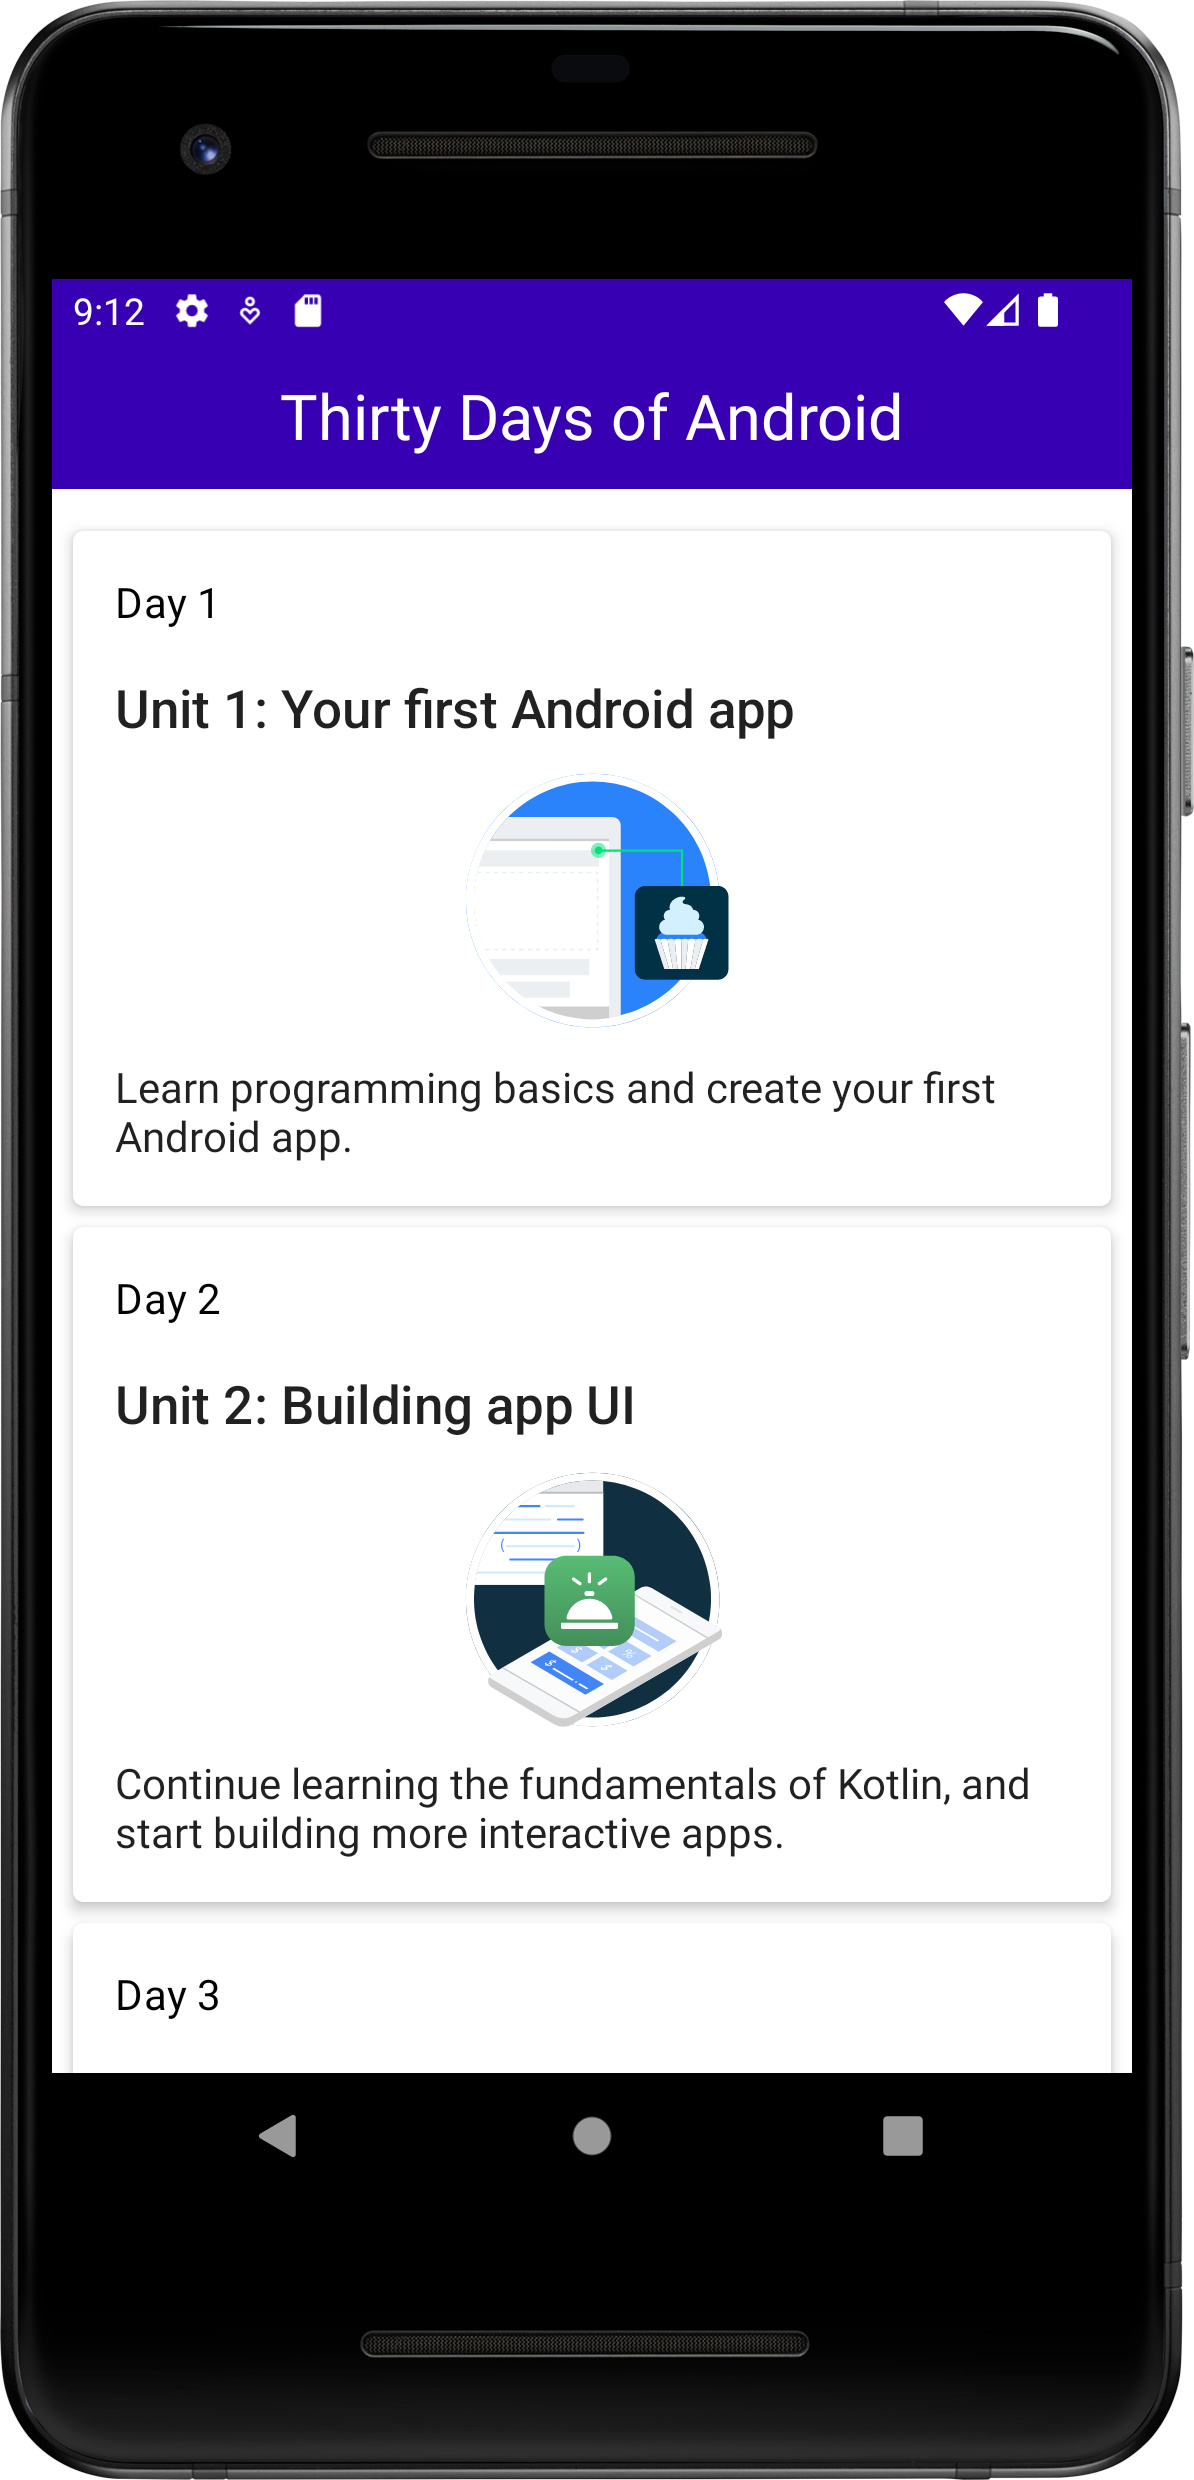 9:12
Thirty Days of Android
Day 1
Unit 1: Your first Android app
Learn programming basics and create your first
Android app.
Day 2
Unit 2: Building app UI
Continue learning the fundamentals of Kotlin, and
start building more interactive apps.
Day 3